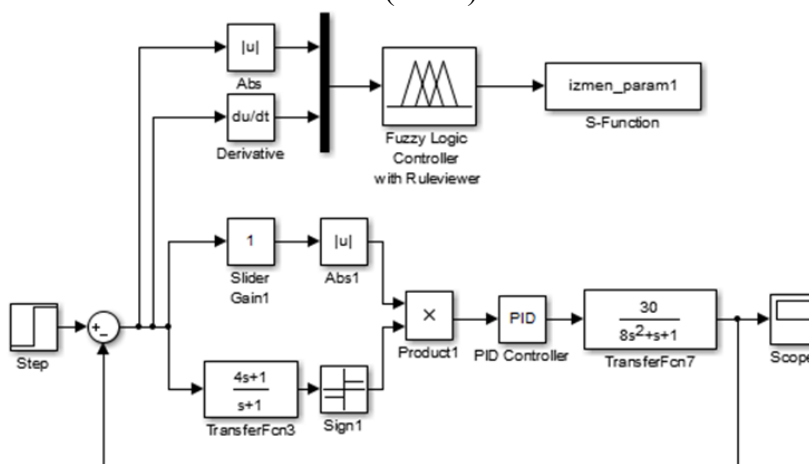 |u|
Abs
du/dt
Derivative
Fuzzy Logic
Controller
with Ruleviewer
izmen_param1
S-Function
Step
+
−
1
Slider
Gain1
|u|
Abs1
4s+1
s+1
TransferFcn3
Sign1
×
Product1
PID
PID Controller
30
8s²+s+1
TransferFcn7
Scope